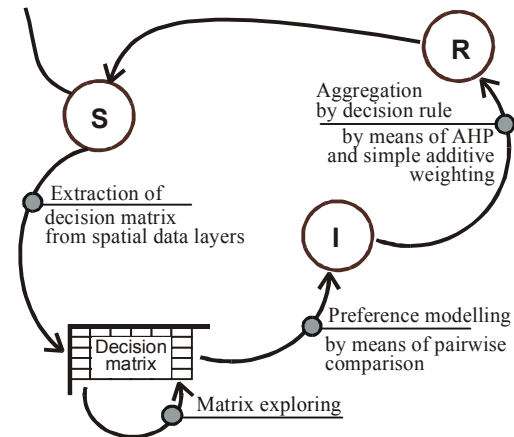 R
S
Aggregation
by decision rule
by means of AHP
and simple additive
weighting
Extraction of
decision matrix
from spatial data layers
I
Preference modelling
by means of pairwise
comparison
Decision
matrix
Matrix exploring